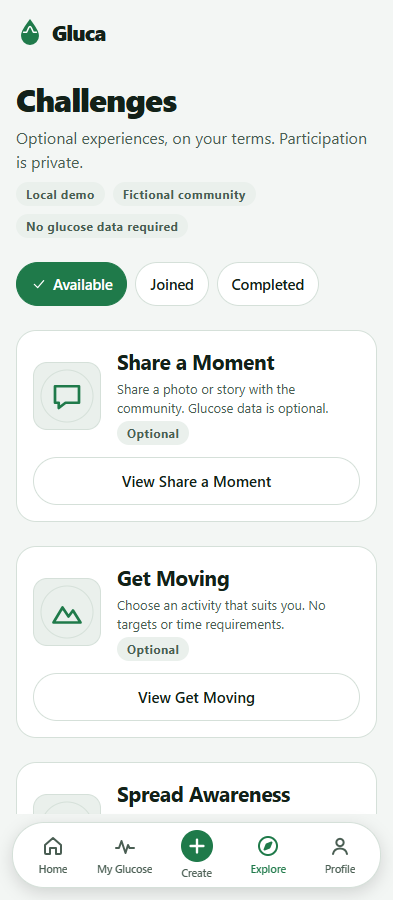 Gluca
Challenges
Optional experiences, on your terms. Participation
is private.
Local demo
Fictional community
No glucose data required
Available
Joined
Completed
Share a Moment
Share a photo or story with the
community. Glucose data is optional.
Optional
View Share a Moment
Get Moving
Choose an activity that suits you. No
targets or time requirements.
Optional
View Get Moving
Spread Awareness
Home
My Glucose
Create
Explore
Profile